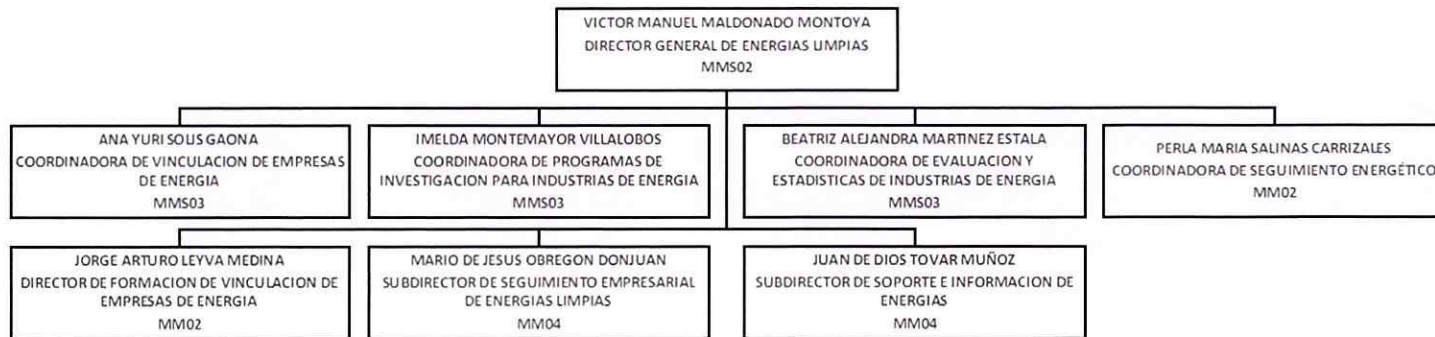 VICTOR MANUEL MALDONADO MONTOYA
DIRECTOR GENERAL DE ENERGIAS LIMPIAS
MMS02
ANA YURI SOLIS GAONA
COORDINADORA DE VINCULACION DE EMPRESAS
DE ENERGIA
MMS03
IMELDA MONTEMAYOR VILLALOBOS
COORDINADORA DE PROGRAMAS DE
INVESTIGACION PARA INDUSTRIAS DE ENERGIA
MMS03
BEATRIZ ALEJANDRA MARTINEZ ESTALA
COORDINADORA DE EVALUACION Y
ESTADISTICAS DE INDUSTRIAS DE ENERGIA
MMS03
PERLA MARIA SALINAS CARRIZALES
COORDINADORA DE SEGUIMIENTO ENERGÉTICO
MM02
JORGE ARTURO LEYVA MEDINA
DIRECTOR DE FORMACION DE VINCULACION DE
EMPRESAS DE ENERGIA
MM02
MARIO DE JESUS OBREGON DONJUAN
SUBDIRECTOR DE SEGUIMIENTO EMPRESARIAL
DE ENERGIAS LIMPIAS
MM04
JUAN DE DIOS TOVAR MUÑOZ
SUBDIRECTOR DE SOPORTE E INFORMACION DE
ENERGIAS
MM04